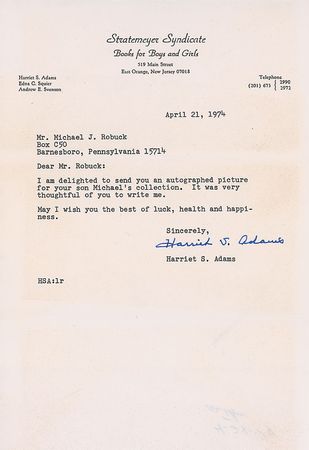 Stratemeyer Syndicate
Books for Boys and Girls
519 Main Street
East Orange, New Jersey 07018
Harriet S. Adams
Edna C. Squier
Andrew E. Svenson
Telephone
(201) 673 { 2990
2972
April 21, 1974
Mr. Michael J. Robuck
Box C50
Barnesboro, Pennsylvania 15714
Dear Mr. Robuck:
I am delighted to send you an autographed picture
for your son Michael's collection. It was very
thoughtful of you to write me.
May I wish you the best of luck, health and happi-
ness.
Sincerely,
Harriet S. Adams
Harriet S. Adams
HSA:lr